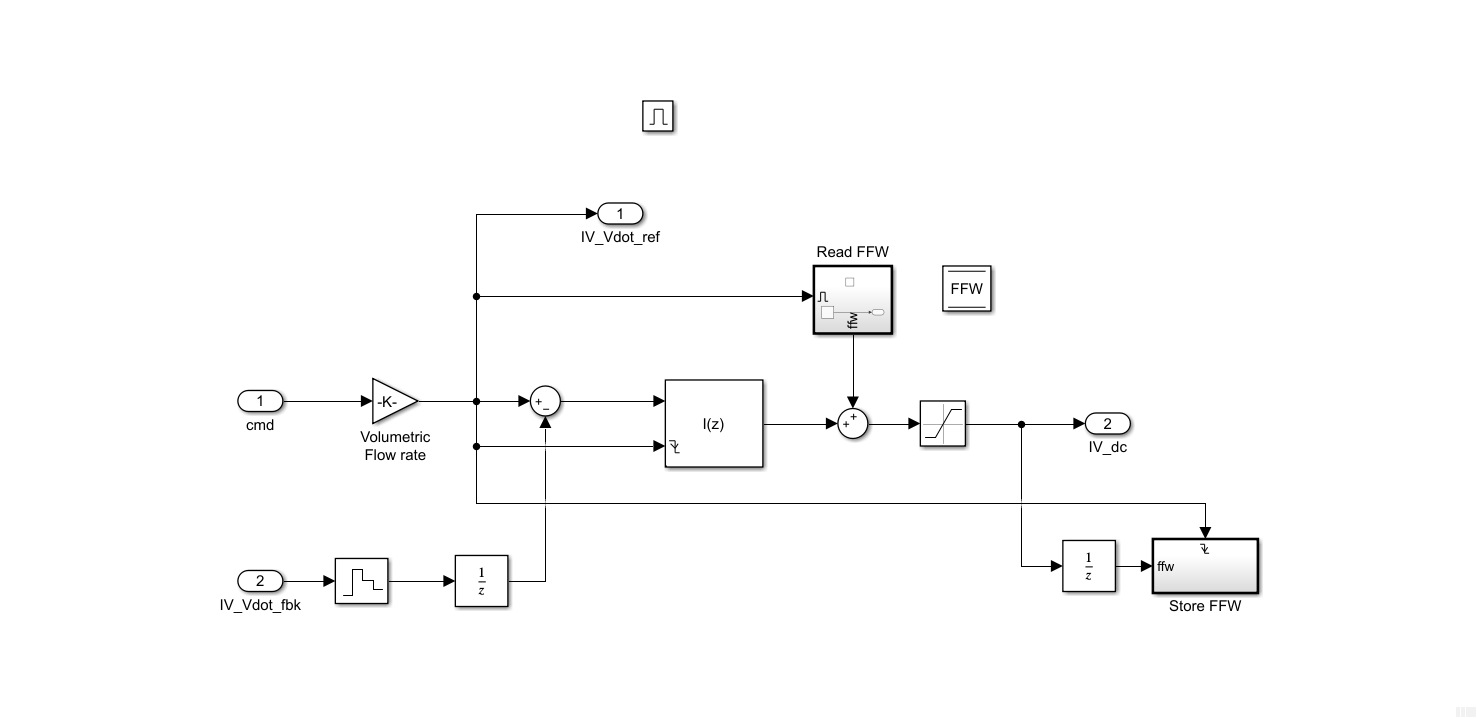 1
IV_Vdot_ref
Read FFW
ffw
FFW
1
cmd
-K-
Volumetric
Flow rate
+
−
I(z)
+
+
2
IV_dc
2
IV_Vdot_fbk
1
z
1
z
ffw
Store FFW